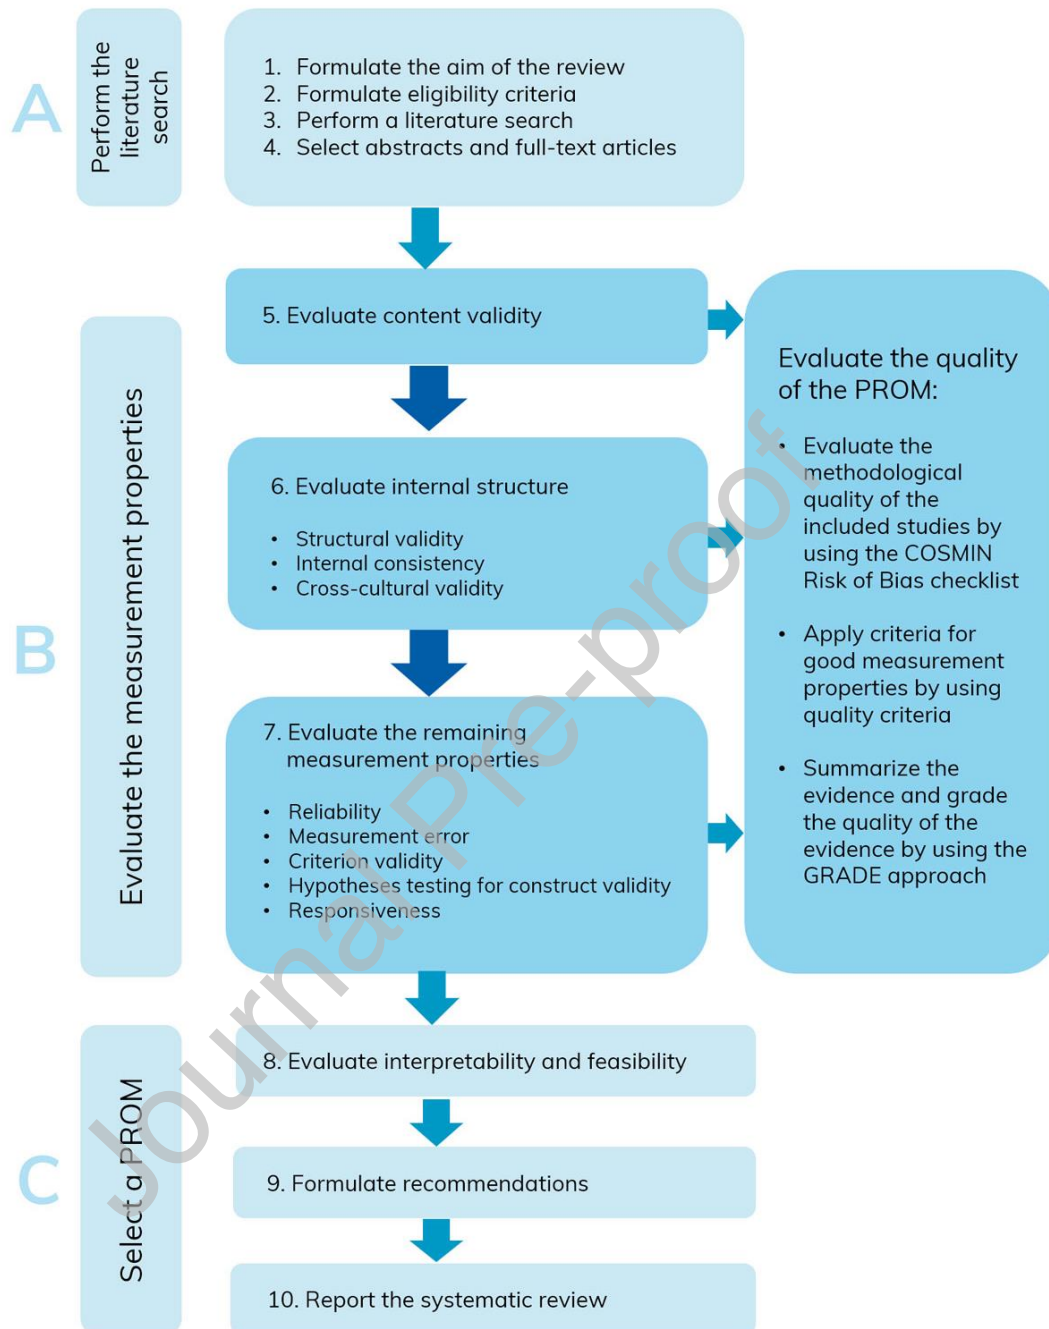 A
Perform the
literature
search
1. Formulate the aim of the review
2. Formulate eligibility criteria
3. Perform a literature search
4. Select abstracts and full-text articles
B
Evaluate the measurement properties
5. Evaluate content validity
6. Evaluate internal structure
• Structural validity
• Internal consistency
• Cross-cultural validity
7. Evaluate the remaining
measurement properties
• Reliability
• Measurement error
• Criterion validity
• Hypotheses testing for construct validity
• Responsiveness
Evaluate the quality
of the PROM:
• Evaluate the
methodological
quality of the
included studies by
using the COSMIN
Risk of Bias checklist
• Apply criteria for
good measurement
properties by using
quality criteria
• Summarize the
evidence and grade
the quality of the
evidence by using the
GRADE approach
C
Select a PROM
8. Evaluate interpretability and feasibility
9. Formulate recommendations
10. Report the systematic review
Journal Pre-proof